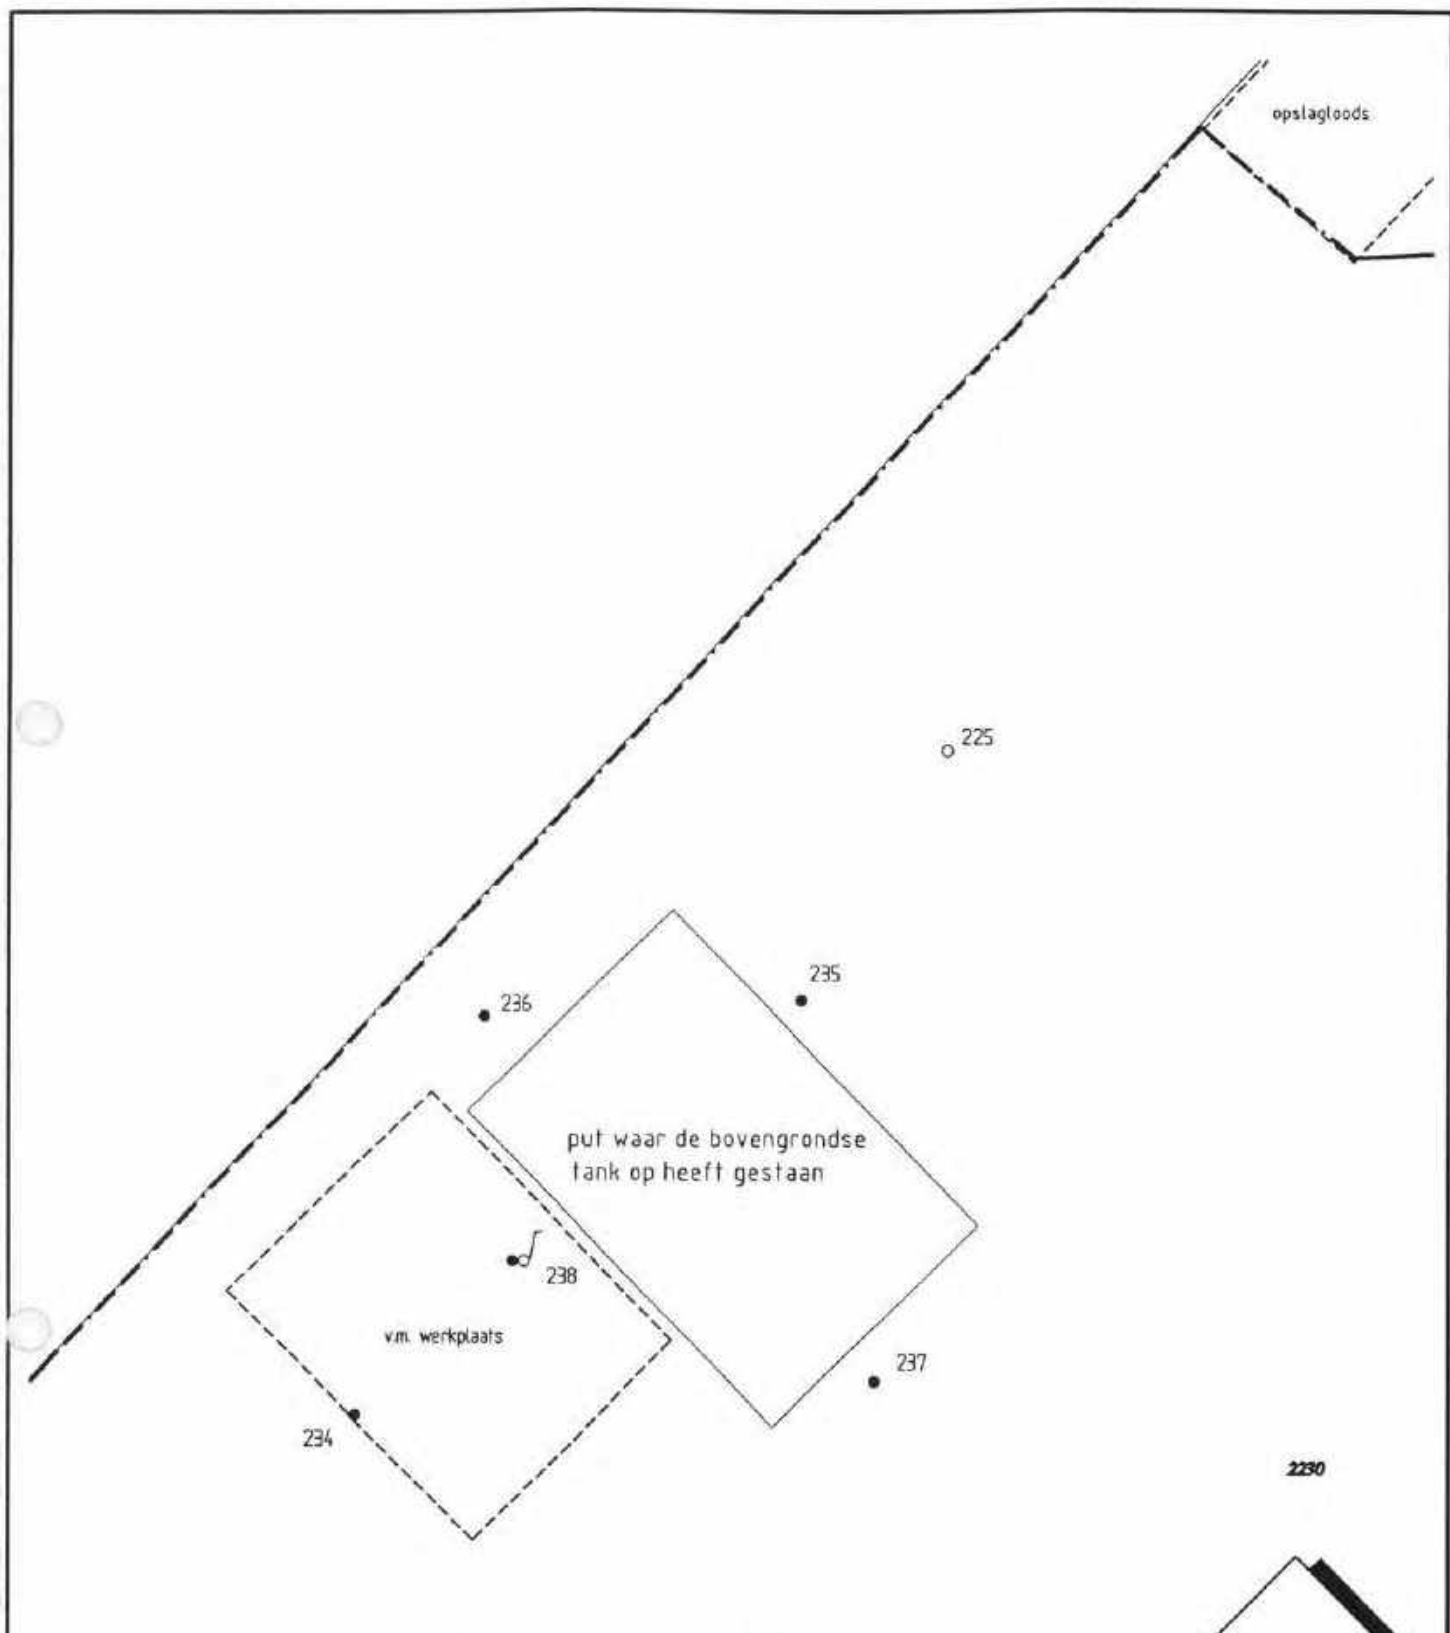 opslagloods
225
235
236
put waar de bovengrondse
tank op heeft gestaan
238
v.m. werkplaats
237
234
2230